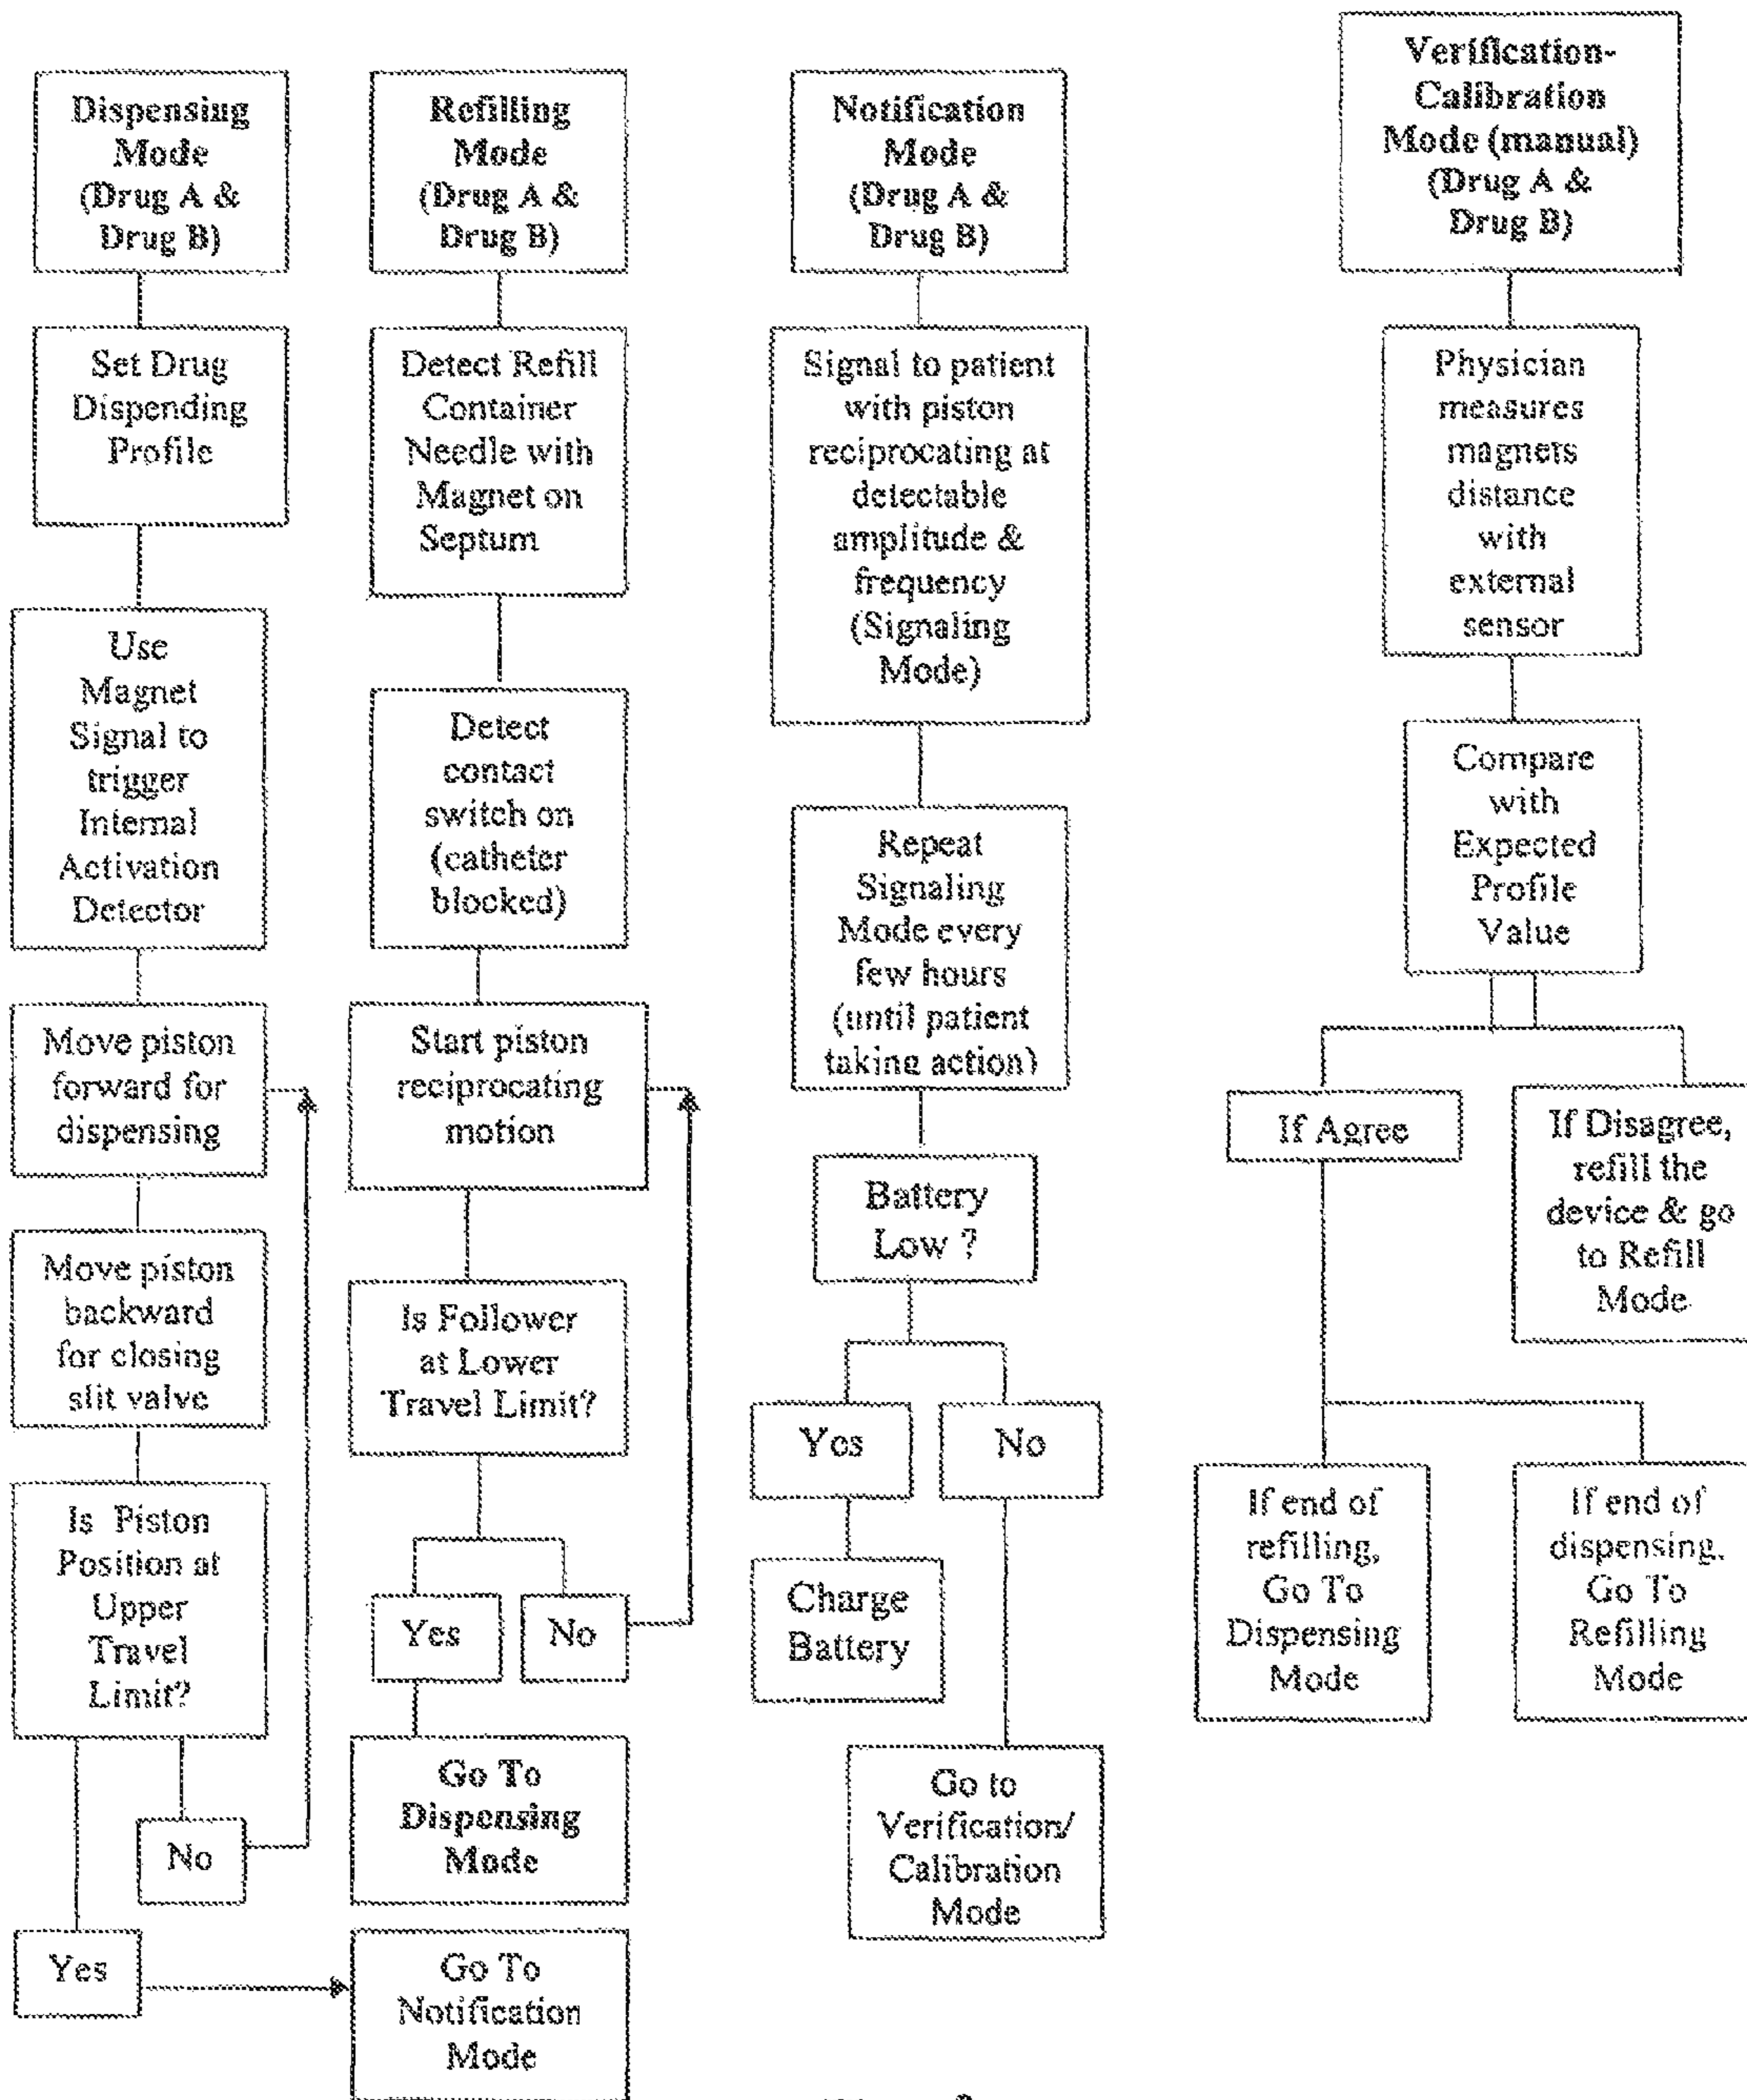 Dispensing
Mode
(Drug A &
Drug B)
Set Drug
Dispending
Profile
Use
Magnet
Signal to
trigger
Internal
Activation
Detector
Move piston
forward for
dispensing
Move piston
backward
for closing
slit valve
Is Piston
Position at
Upper
Travel
Limit?
No
Yes
Refilling
Mode
(Drug A &
Drug B)
Detect Refill
Container
Needle with
Magnet on
Septum
Detect
contact
switch on
(catheter
blocked)
Start piston
reciprocating
motion
Is Follower
at Lower
Travel Limit?
Yes
No
Go To
Dispensing
Mode
Go To
Notification
Mode
Notification
Mode
(Drug A &
Drug B)
Signal to patient
with piston
reciprocating at
detectable
amplitude &
frequency
(Signaling
Mode)
Repeat
Signaling
Mode every
few hours
(until patient
taking action)
Battery
Low ?
Yes
No
Charge
Battery
Go to
Verification/
Calibration
Mode
Verification-
Calibration
Mode (manual)
(Drug A &
Drug B)
Physician
measures
magnets
distance
with
external
sensor
Compare
with
Expected
Profile
Value
If Agree
If Disagree,
refill the
device & go
to Refill
Mode
If end of
refilling,
Go To
Dispensing
Mode
If end of
dispensing.
Go To
Refilling
Mode